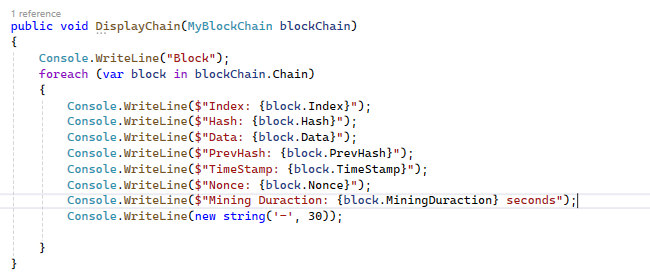 1 reference
public void DisplayChain(MyBlockChain blockChain)
{
    Console.WriteLine("Block");
    foreach (var block in blockChain.Chain)
    {
        Console.WriteLine($"Index: {block.Index}");
        Console.WriteLine($"Hash: {block.Hash}");
        Console.WriteLine($"Data: {block.Data}");
        Console.WriteLine($"PrevHash: {block.PrevHash}");
        Console.WriteLine($"TimeStamp: {block.TimeStamp}");
        Console.WriteLine($"Nonce: {block.Nonce}");
        Console.WriteLine($"Mining Duraction: {block.MiningDuraction} seconds");
        Console.WriteLine(new string('-', 30));
    }
}